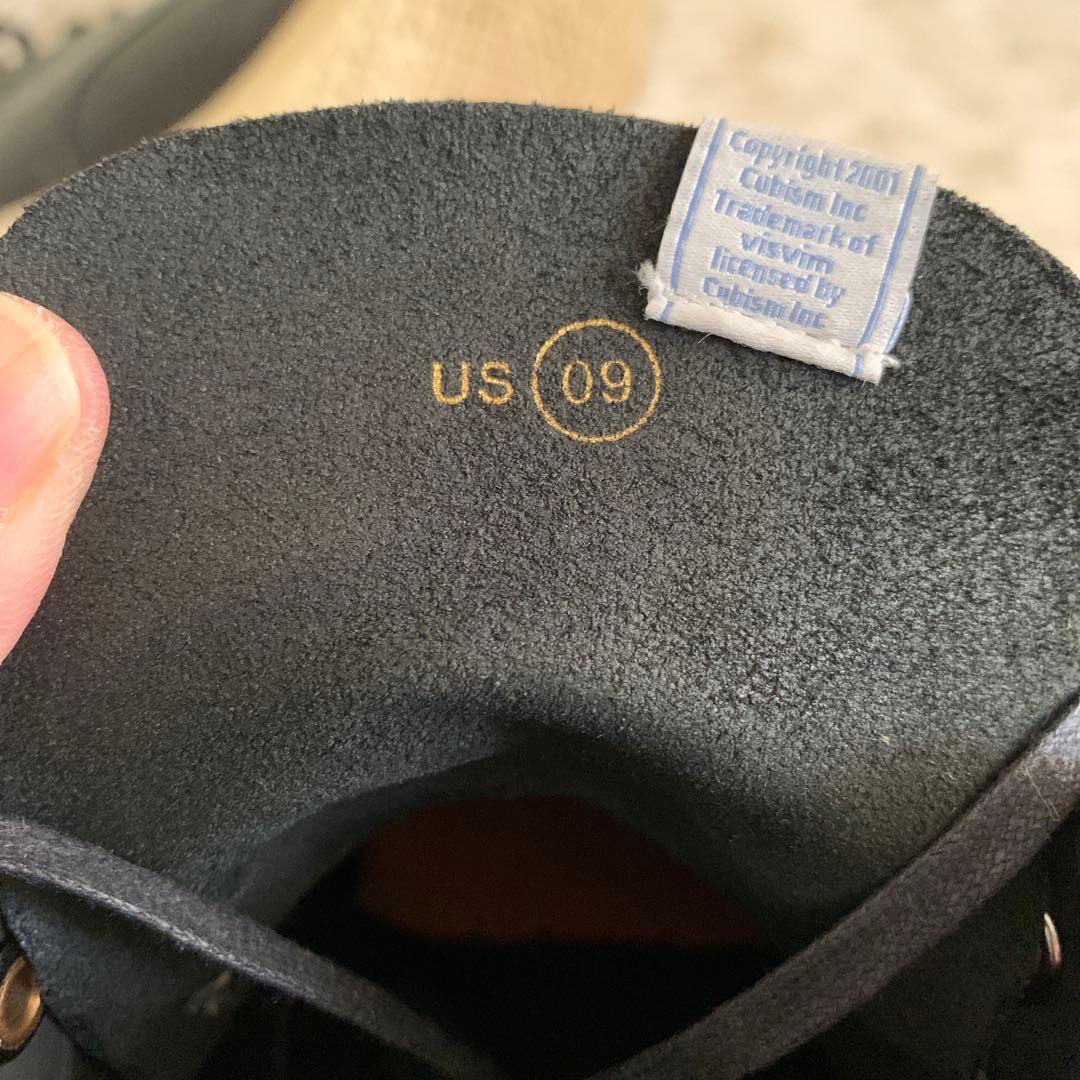 Copyright 2001
Cubism Inc
Trademark of
visvim
licensed by
Cubism Inc
US 09